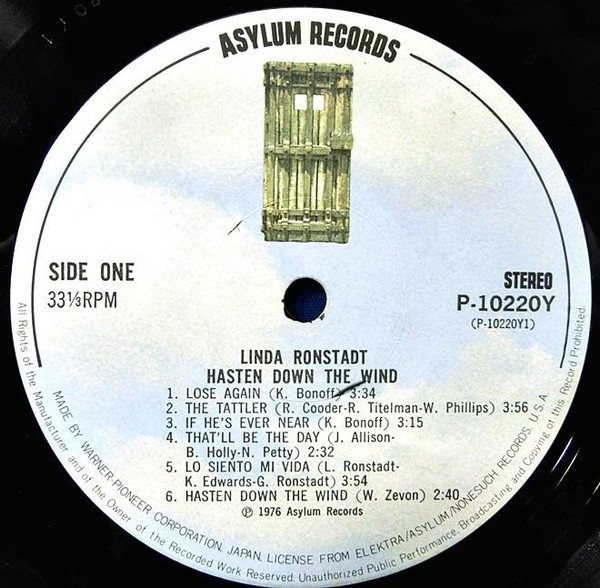 ASYLUM RECORDS
SIDE ONE
33⅓RPM
STEREO
P-10220Y
(P-10220Y1)
LINDA RONSTADT
HASTEN DOWN THE WIND
1. LOSE AGAIN (K. Bonoff) 3:34
2. THE TATTLER (R. Cooder-R. Titelman-W. Phillips) 3:56
3. IF HE'S EVER NEAR (K. Bonoff) 3:15
4. THAT'LL BE THE DAY (J. Allison-
B. Holly-N. Petty) 2:32
5. LO SIENTO MI VIDA (L. Ronstadt-
K. Edwards-G. Ronstadt) 3:54
6. HASTEN DOWN THE WIND (W. Zevon) 2:40
℗ 1976 Asylum Records
MADE BY WARNER-PIONEER CORPORATION, JAPAN, LICENSE FROM ELEKTRA/ASYLUM/NONESUCH RECORDS, U.S.A.
All Rights of the Manufacturer and of the Owner of the Recorded Work Reserved. Unauthorized Public Performance, Broadcasting and Copying of this Record Prohibited.